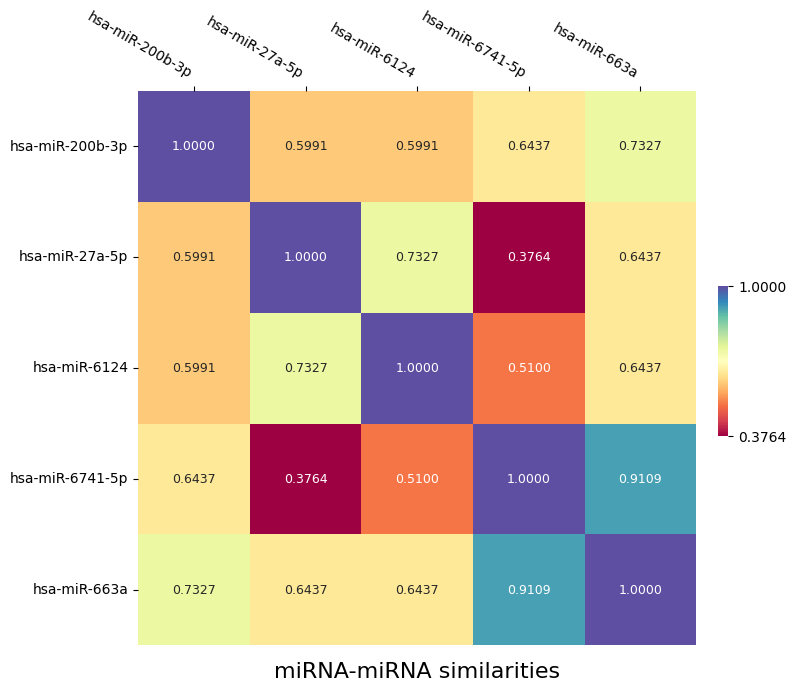 hsa-miR-200b-3p
hsa-miR-27a-5p
hsa-miR-6124
hsa-miR-6741-5p
hsa-miR-663a
hsa-miR-200b-3p 1.0000 0.5991 0.5991 0.6437 0.7327
hsa-miR-27a-5p 0.5991 1.0000 0.7327 0.3764 0.6437
hsa-miR-6124 0.5991 0.7327 1.0000 0.5100 0.6437
hsa-miR-6741-5p 0.6437 0.3764 0.5100 1.0000 0.9109
hsa-miR-663a 0.7327 0.6437 0.6437 0.9109 1.0000
1.0000
0.3764
miRNA-miRNA similarities